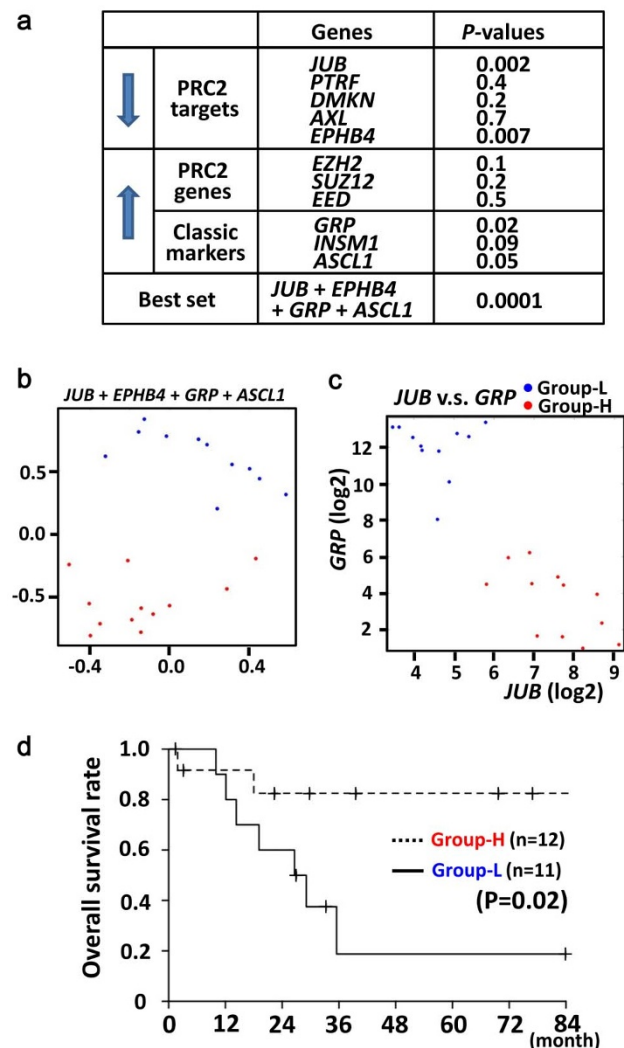 a
Genes P-values
PRC2 targets
JUB 0.002
PTRF 0.4
DMKN 0.2
AXL 0.7
EPHB4 0.007
PRC2 genes
EZH2 0.1
SUZ12 0.2
EED 0.5
Classic markers
GRP 0.02
INSM1 0.09
ASCL1 0.05
Best set
JUB + EPHB4
+ GRP + ASCL1
0.0001
b
JUB + EPHB4 + GRP + ASCL1
0.5
0.0
-0.5
-0.4 0.0 0.4
c
JUB v.s. GRP
Group-L
Group-H
GRP (log2)
12
10
8
6
4
2
4 5 6 7 8 9
JUB (log2)
d
Overall survival rate
1.0
0.8
0.6
0.4
0.2
0
Group-H (n=12)
Group-L (n=11)
(P=0.02)
0 12 24 36 48 60 72 84
(month)